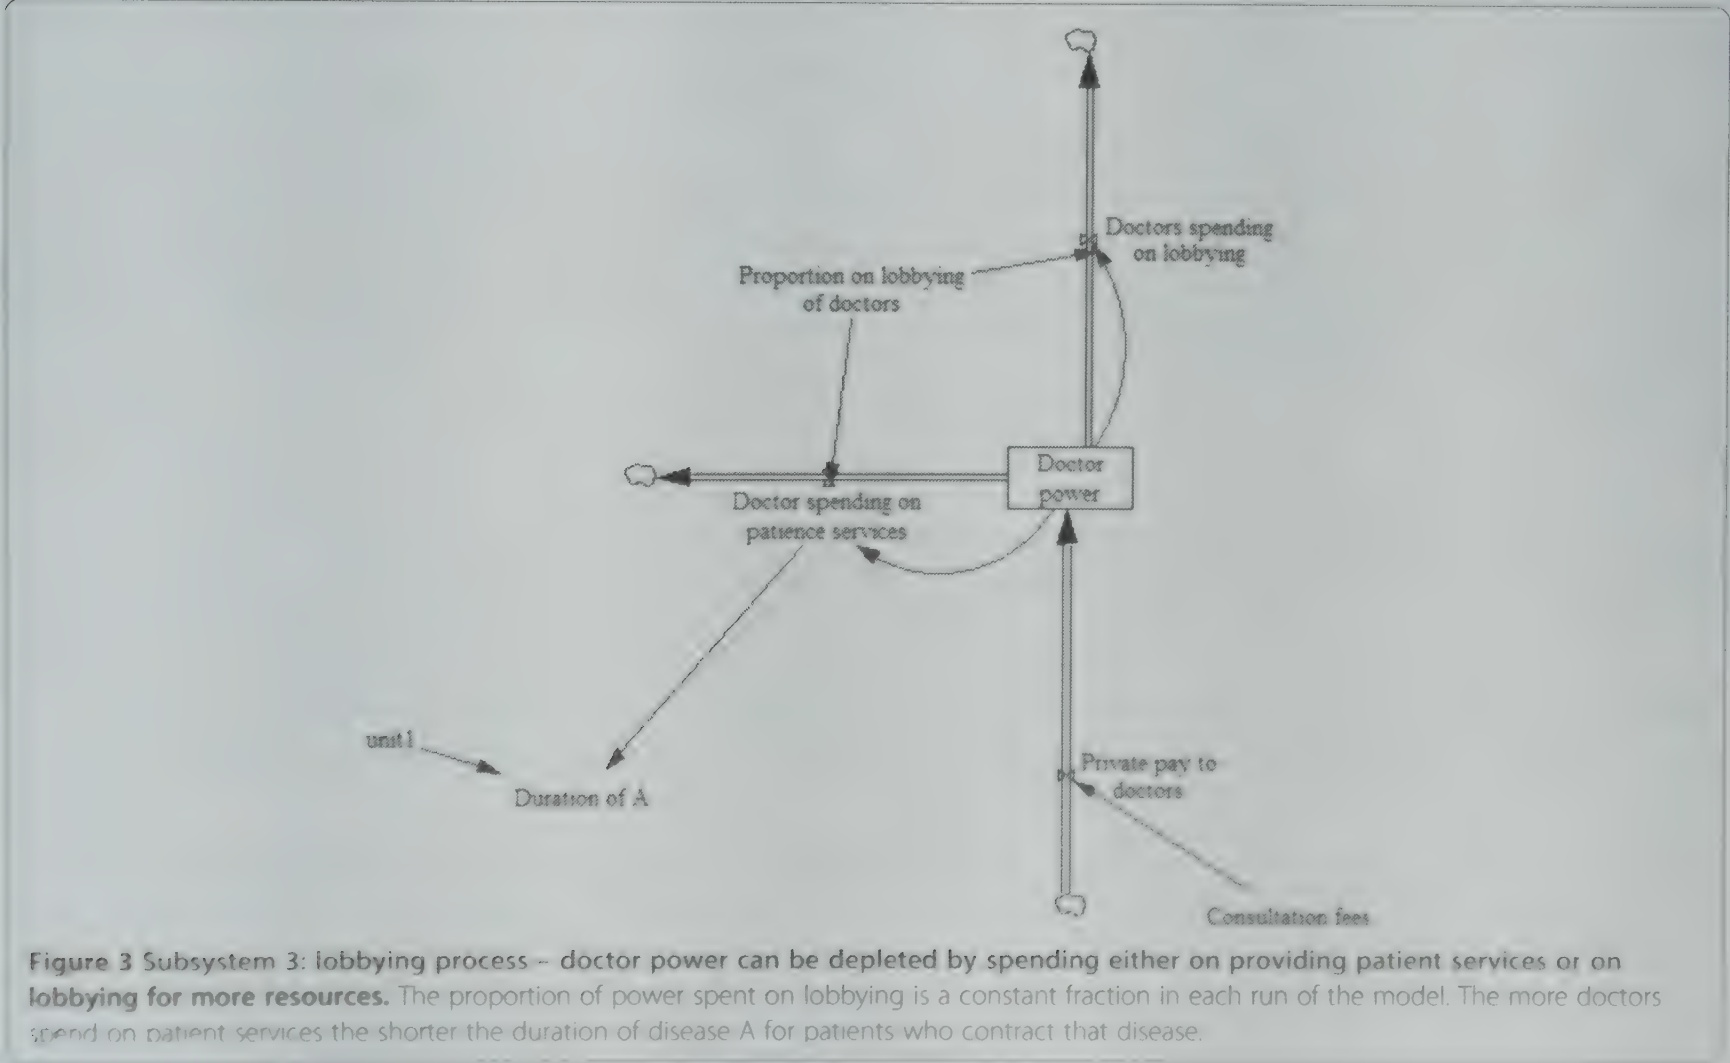 Doctors spending
on lobbying
Proportion on lobbying
of doctors
Doctor
power
Doctor spending on
patience services
unit1
Duration of A
Private pay to
doctors
Consultation fees
Figure 3 Subsystem 3: lobbying process – doctor power can be depleted by spending either on providing patient services or on
lobbying for more resources. The proportion of power spent on lobbying is a constant fraction in each run of the model. The more doctors
spend on patient services the shorter the duration of disease A for patients who contract that disease.